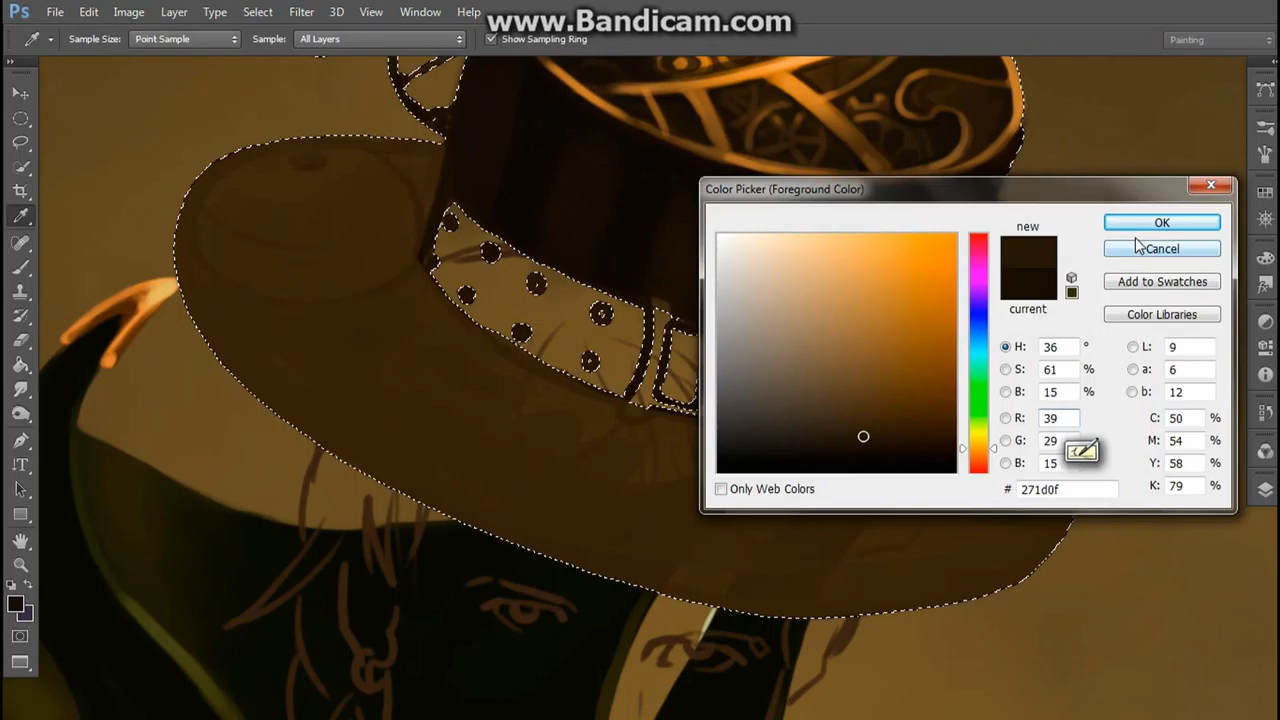 www.Bandicam.com
Ps File Edit Image Layer Type Select Filter 3D View Window Help
Sample Size: Point Sample Sample: All Layers Show Sampling Ring Painting
Color Picker (Foreground Color)
new
current
OK
Cancel
Add to Swatches
Color Libraries
H: 36 °
S: 61 %
B: 15 %
R: 39
G: 29
B: 15
L: 9
a: 6
b: 12
C: 50 %
M: 54 %
Y: 58 %
K: 79 %
# 271d0f
Only Web Colors